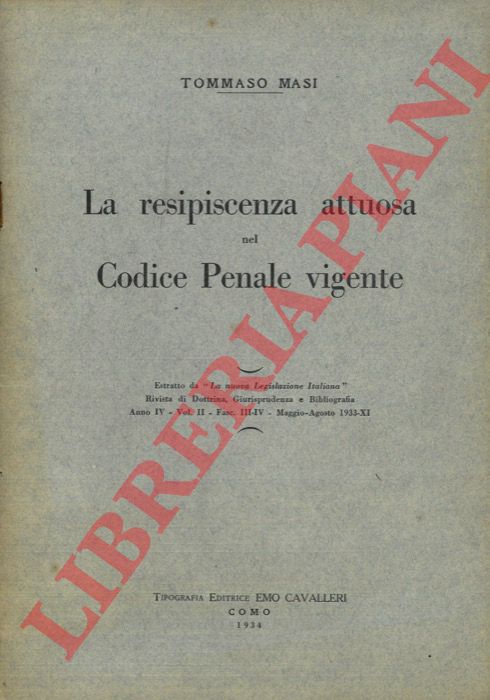 TOMMASO MASI
La resipiscenza attuosa
nel
Codice Penale vigente
Estratto da "La nuova Legislazione Italiana"
Rivista di Dottrina, Giurisprudenza e Bibliografia
Anno IV - Vol. II - Fasc. III-IV - Maggio-Agosto 1933-XI
TIPOGRAFIA EDITRICE EMO CAVALLERI
COMO
1934
LIBRERIA PIANI